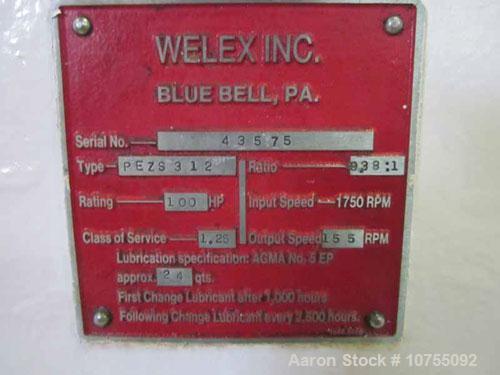 WELEX INC.
BLUE BELL, PA.
Serial No. 43575
Type PEZS312 Ratio 9.38:1
Rating 100 HP Input Speed 1750 RPM
Class of Service 1.25 Output Speed 155 RPM
Lubrication specification: AGMA No. 5 EP
approx. 24 qts.
First Change Lubricant after 1,000 hours
Following Change Lubricant every 2,500 hours.
Aaron Stock # 10755092